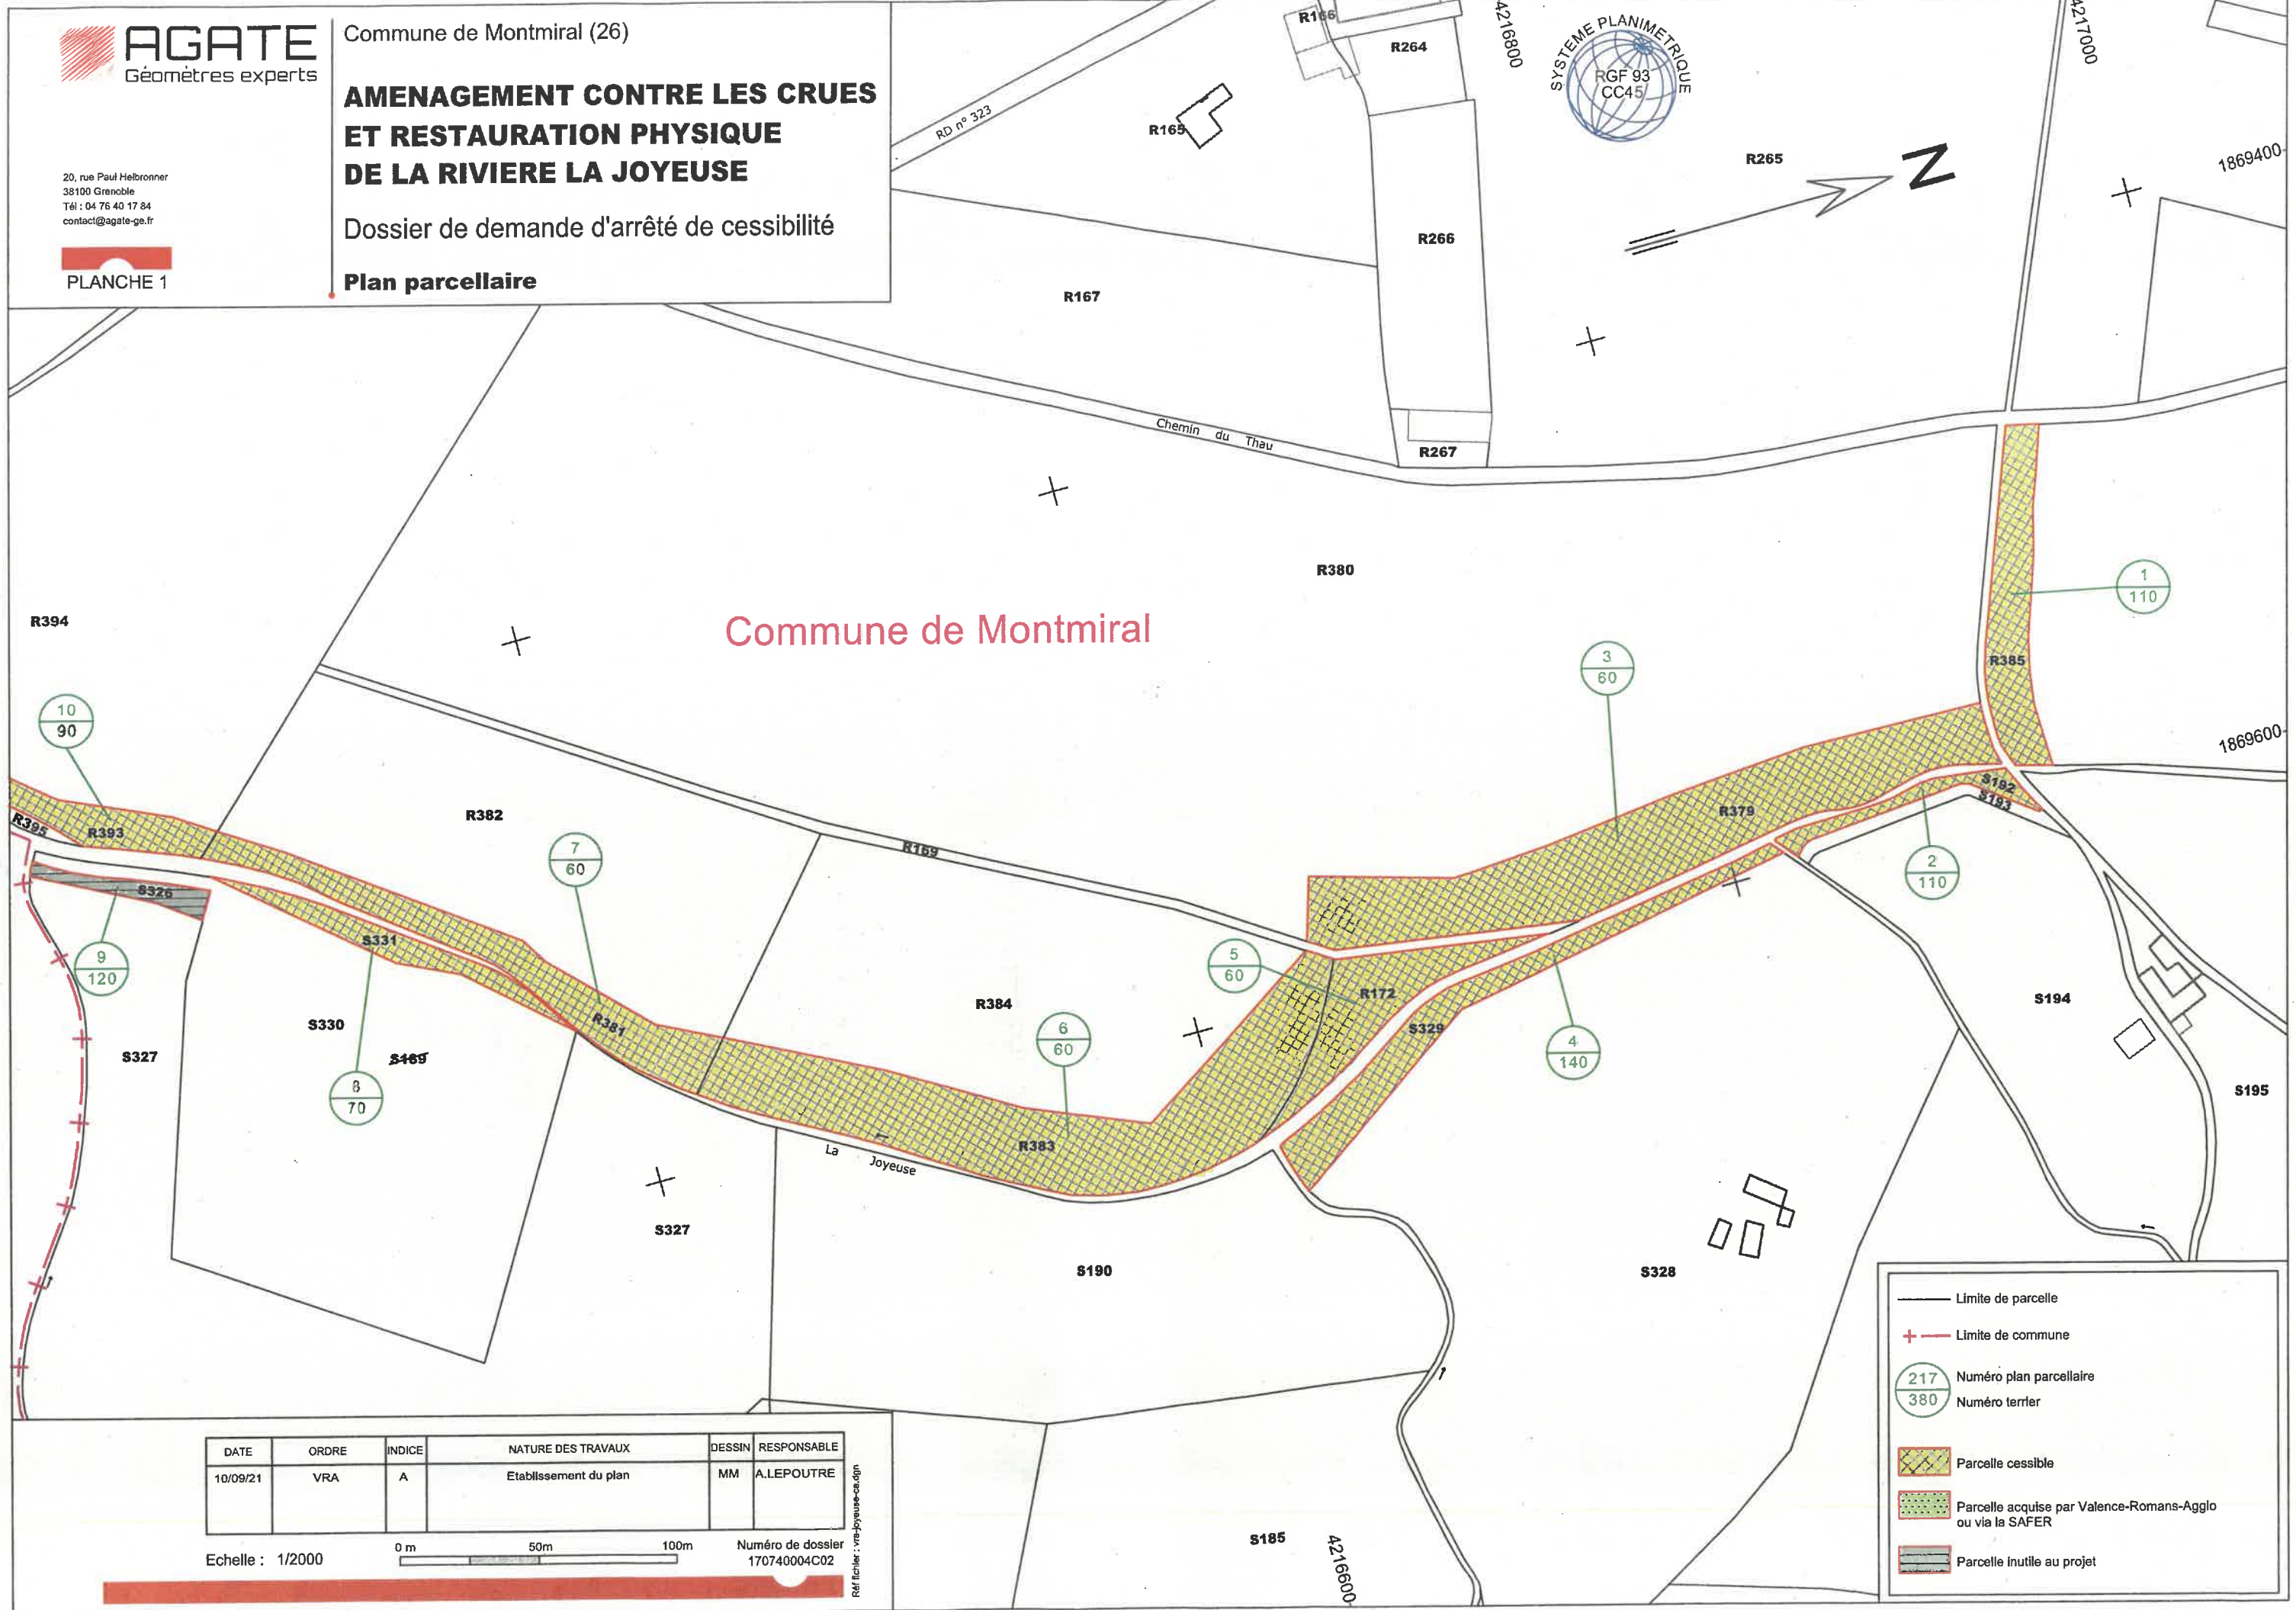 AGATE
Géomètres experts
20, rue Paul Helbronner
38100 Grenoble
Tél : 04 76 40 17 84
contact@agate-ge.fr
PLANCHE 1
Commune de Montmiral (26)
AMENAGEMENT CONTRE LES CRUES
ET RESTAURATION PHYSIQUE
DE LA RIVIERE LA JOYEUSE
Dossier de demande d'arrêté de cessibilité
Plan parcellaire
RD n° 323
R166
R264
4216800
SYSTEME PLANIMETRIQUE
RGF 93
CC45
4217000
R165
R265
N
1869400
R266
R167
Chemin du Thau
R267
R380
1
110
R394
Commune de Montmiral
3
60
R385
10
90
1869600
R382
R379
S192
S193
R395
R393
7
60
R169
2
110
S326
S331
9
120
5
60
R172
R384
S194
S330
R381
6
60
S329
4
140
S327
S189
8
70
S195
R383
La Joyeuse
S327
S190
S328
Limite de parcelle
Limite de commune
217
380
Numéro plan parcellaire
Numéro terrier
Parcelle cessible
Parcelle acquise par Valence-Romans-Agglo
ou via la SAFER
Parcelle inutile au projet
S185
4216600
DATE ORDRE INDICE NATURE DES TRAVAUX DESSIN RESPONSABLE
10/09/21 VRA A Etablissement du plan MM A.LEPOUTRE
Echelle : 1/2000
0 m 50m 100m
Numéro de dossier
170740004C02
Réf fichier : vra-joyeuse-ca.dgn